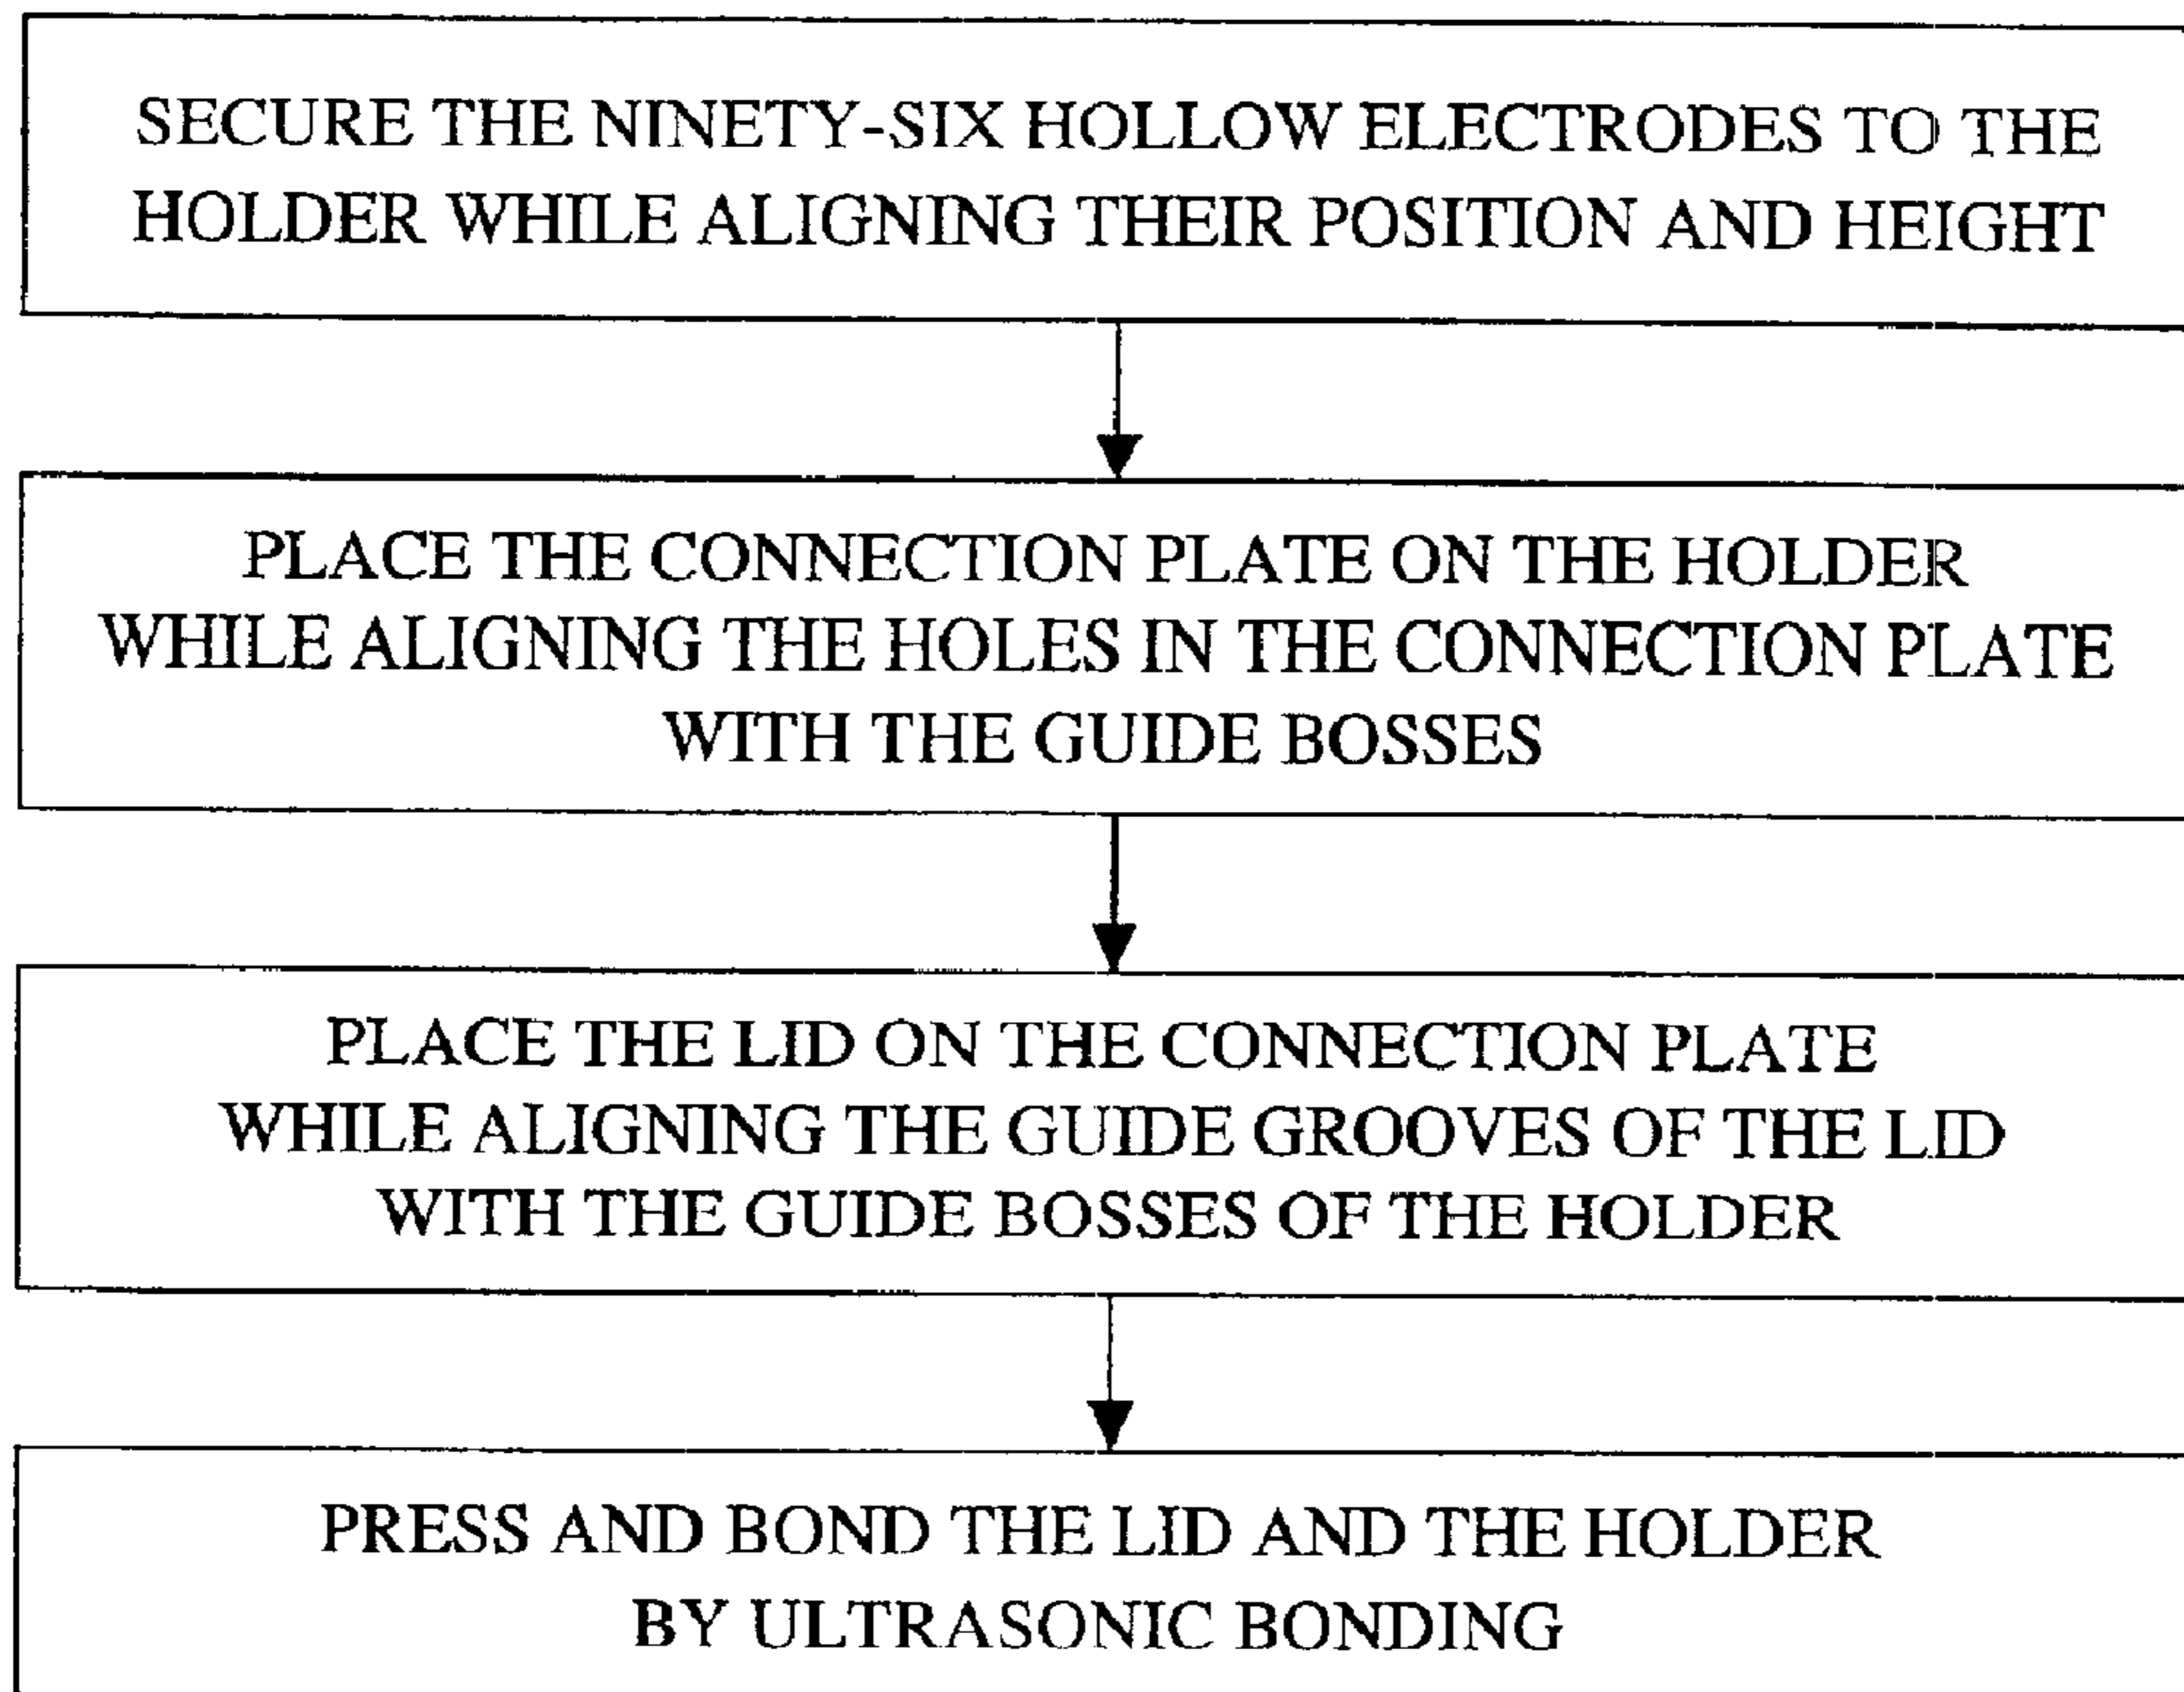 SECURE THE NINETY-SIX HOLLOW ELECTRODES TO THE
HOLDER WHILE ALIGNING THEIR POSITION AND HEIGHT
PLACE THE CONNECTION PLATE ON THE HOLDER
WHILE ALIGNING THE HOLES IN THE CONNECTION PLATE
WITH THE GUIDE BOSSES
PLACE THE LID ON THE CONNECTION PLATE
WHILE ALIGNING THE GUIDE GROOVES OF THE LID
WITH THE GUIDE BOSSES OF THE HOLDER
PRESS AND BOND THE LID AND THE HOLDER
BY ULTRASONIC BONDING